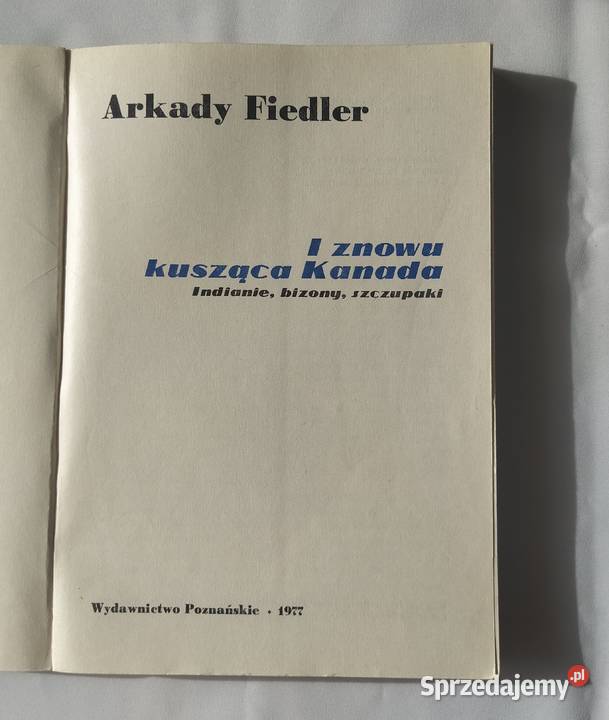 Arkady Fiedler
I znowu
kusząca Kanada
Indianie, bizony, szczupaki
Wydawnictwo Poznańskie • 1977
Sprzedajemy.pl